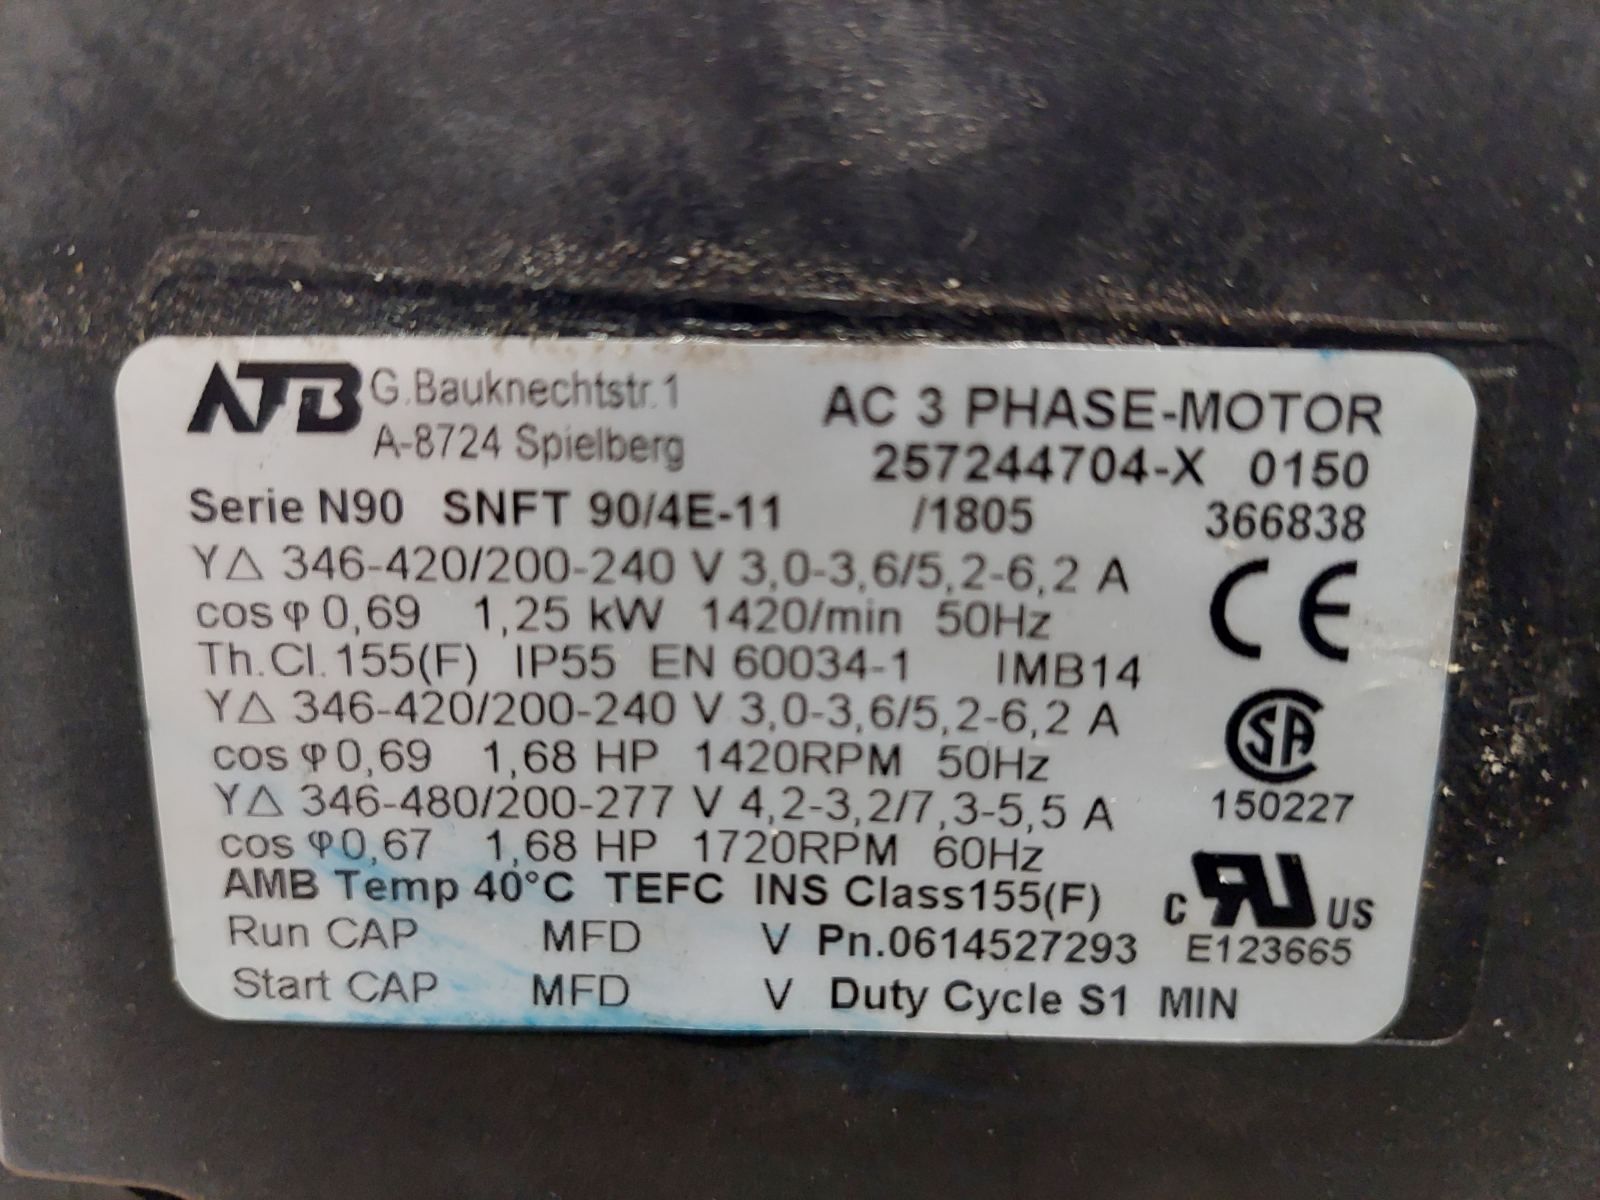 ATB G.Bauknechtstr.1
A-8724 Spielberg
AC 3 PHASE-MOTOR
257244704-X 0150
Serie N90 SNFT 90/4E-11 /1805 366838
Y△ 346-420/200-240 V 3,0-3,6/5,2-6,2 A
cos φ 0,69 1,25 kW 1420/min 50Hz
CE
Th.Cl.155(F) IP55 EN 60034-1 IMB14
Y△ 346-420/200-240 V 3,0-3,6/5,2-6,2 A
cos φ 0,69 1,68 HP 1420RPM 50Hz
SA
Y△ 346-480/200-277 V 4,2-3,2/7,3-5,5 A
150227
cos φ 0,67 1,68 HP 1720RPM 60Hz
AMB Temp 40°C TEFC INS Class155(F)
c RU US
Run CAP MFD V Pn.0614527293
E123665
Start CAP MFD V Duty Cycle S1 MIN